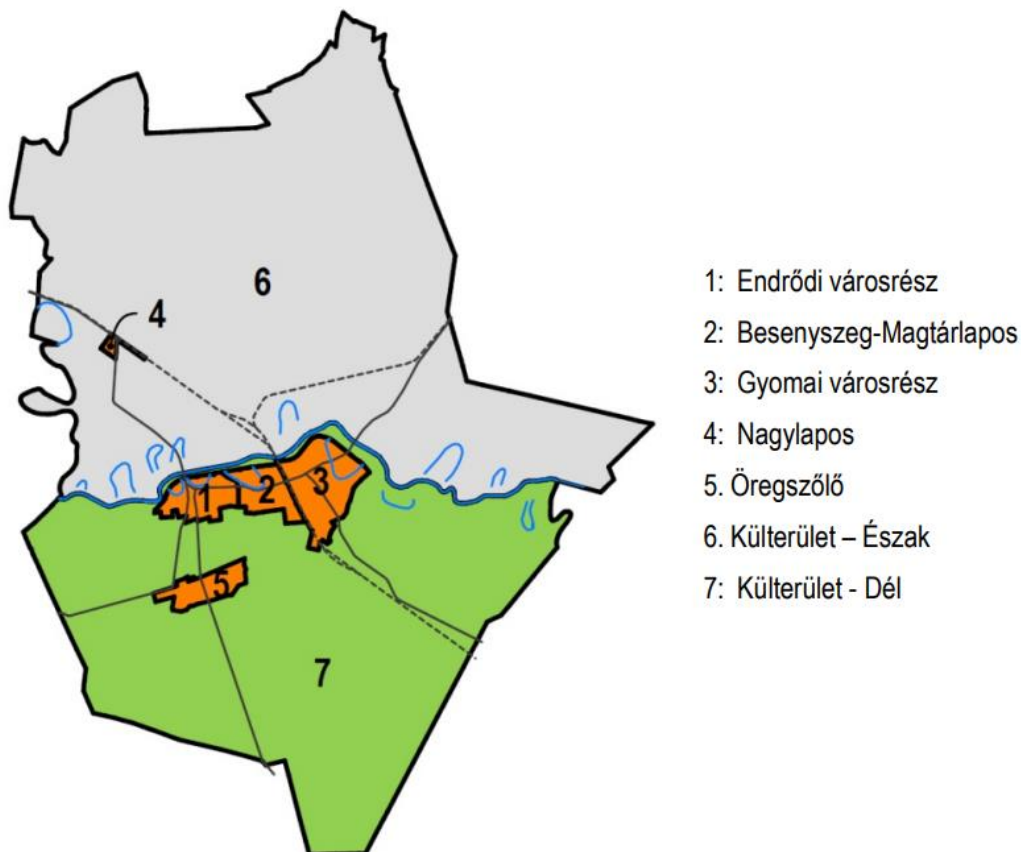 6
4
1
2
3
5
7
1: Endrődi városrész
2: Besenyszeg-Magtárlapos
3: Gyomai városrész
4: Nagylapos
5. Öregszőlő
6. Külterület – Észak
7: Külterület - Dél